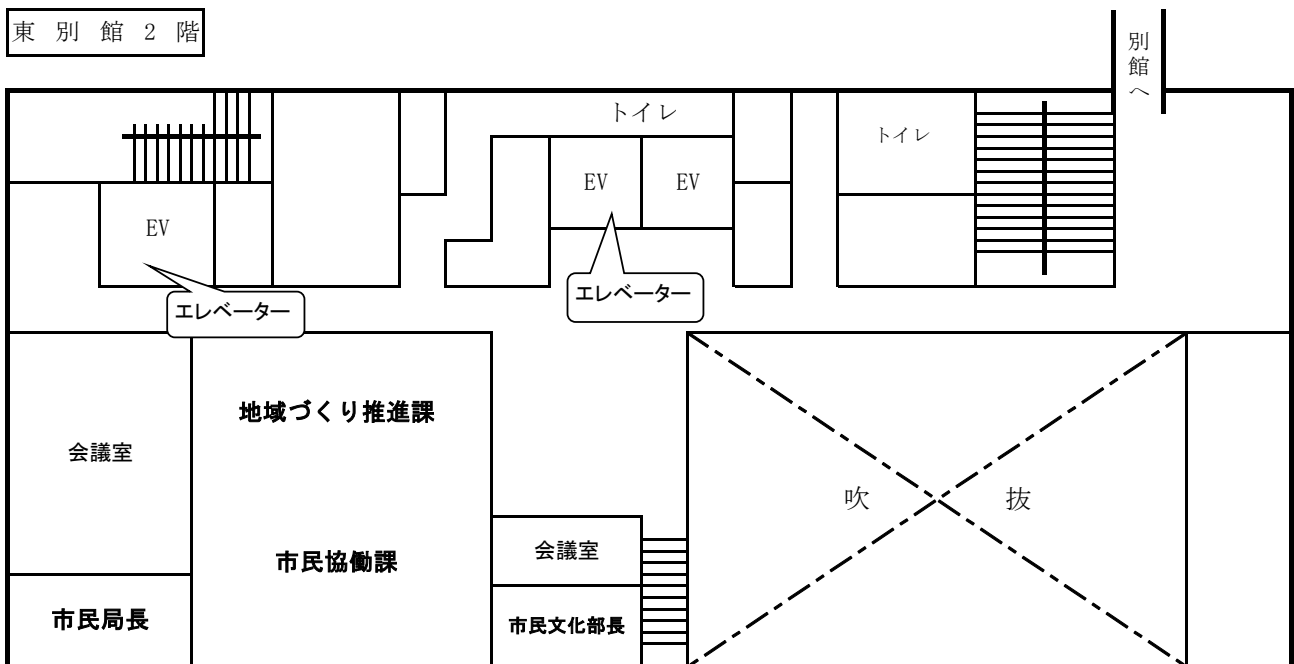 東別館2階
別館へ
トイレ
トイレ
EV
EV
EV
エレベーター
エレベーター
地域づくり推進課
会議室
吹抜
会議室
市民協働課
市民局長
市民文化部長